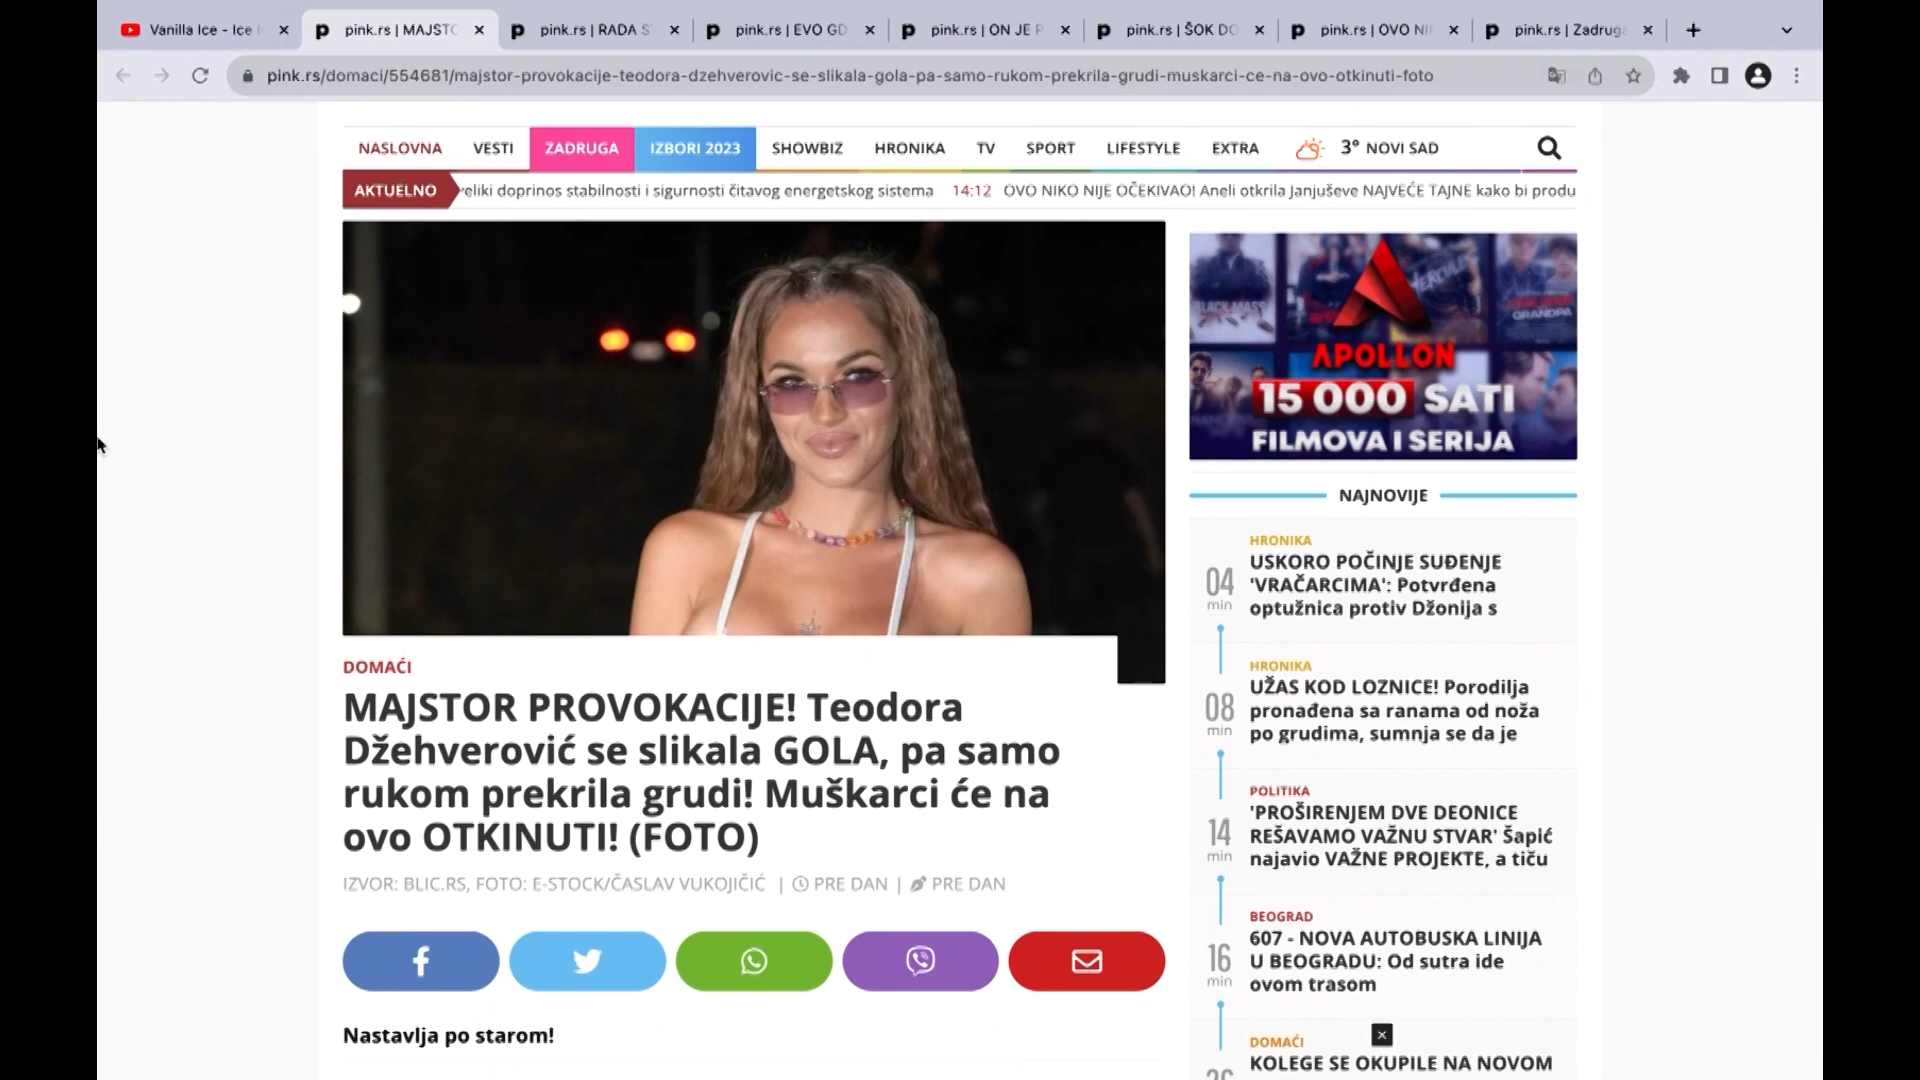 Vanilla Ice - Ice
pink.rs | MAJSTO
pink.rs | RADA S
pink.rs | EVO GD
pink.rs | ON JE P
pink.rs | ŠOK DO
pink.rs | OVO NI
pink.rs | Zadruga
pink.rs/domaci/554681/majstor-provokacije-teodora-dzehverovic-se-slikala-gola-pa-samo-rukom-prekrila-grudi-muskarci-ce-na-ovo-otkinuti-foto
NASLOVNA VESTI ZADRUGA IZBORI 2023 SHOWBIZ HRONIKA TV SPORT LIFESTYLE EXTRA 3° NOVI SAD
AKTUELNO veliki doprinos stabilnosti i sigurnosti čitavog energetskog sistema 14:12 OVO NIKO NIJE OČEKIVAO! Aneli otkrila Janjuševe NAJVEĆE TAJNE kako bi produ
DOMAĆI
MAJSTOR PROVOKACIJE! Teodora
Džehverović se slikala GOLA, pa samo
rukom prekrila grudi! Muškarci će na
ovo OTKINUTI! (FOTO)
IZVOR: BLIC.RS, FOTO: E-STOCK/ČASLAV VUKOJIČIĆ | PRE DAN | PRE DAN
Nastavlja po starom!
BLACK MASS
HERCULES
GRANDPA
APOLLON
15 000 SATI
FILMOVA I SERIJA
NAJNOVIJE
04 min
HRONIKA
USKORO POČINJE SUĐENJE
'VRAČARCIMA': Potvrđena
optužnica protiv Džonija s
08 min
HRONIKA
UŽAS KOD LOZNICE! Porodilja
pronađena sa ranama od noža
po grudima, sumnja se da je
14 min
POLITIKA
'PROŠIRENJEM DVE DEONICE
REŠAVAMO VAŽNU STVAR' Šapić
najavio VAŽNE PROJEKTE, a tiču
16 min
BEOGRAD
607 - NOVA AUTOBUSKA LINIJA
U BEOGRADU: Od sutra ide
ovom trasom
DOMAĆI
KOLEGE SE OKUPILE NA NOVOM